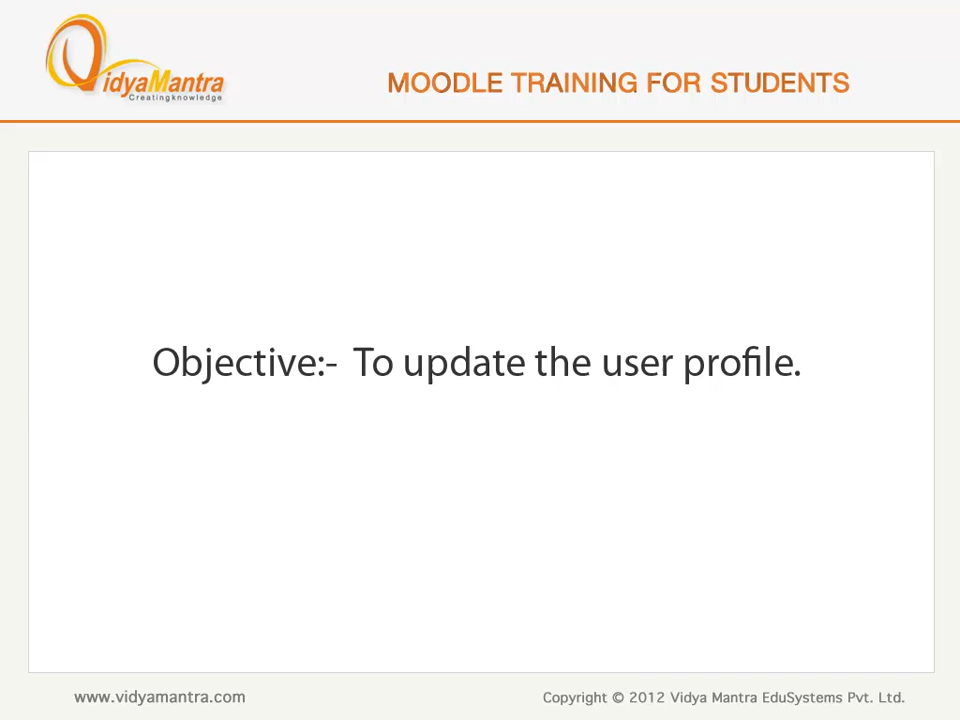 VidyaMantra
Creatingknowledge
MOODLE TRAINING FOR STUDENTS
Objective:- To update the user profile.
www.vidyamantra.com
Copyright © 2012 Vidya Mantra EduSystems Pvt. Ltd.